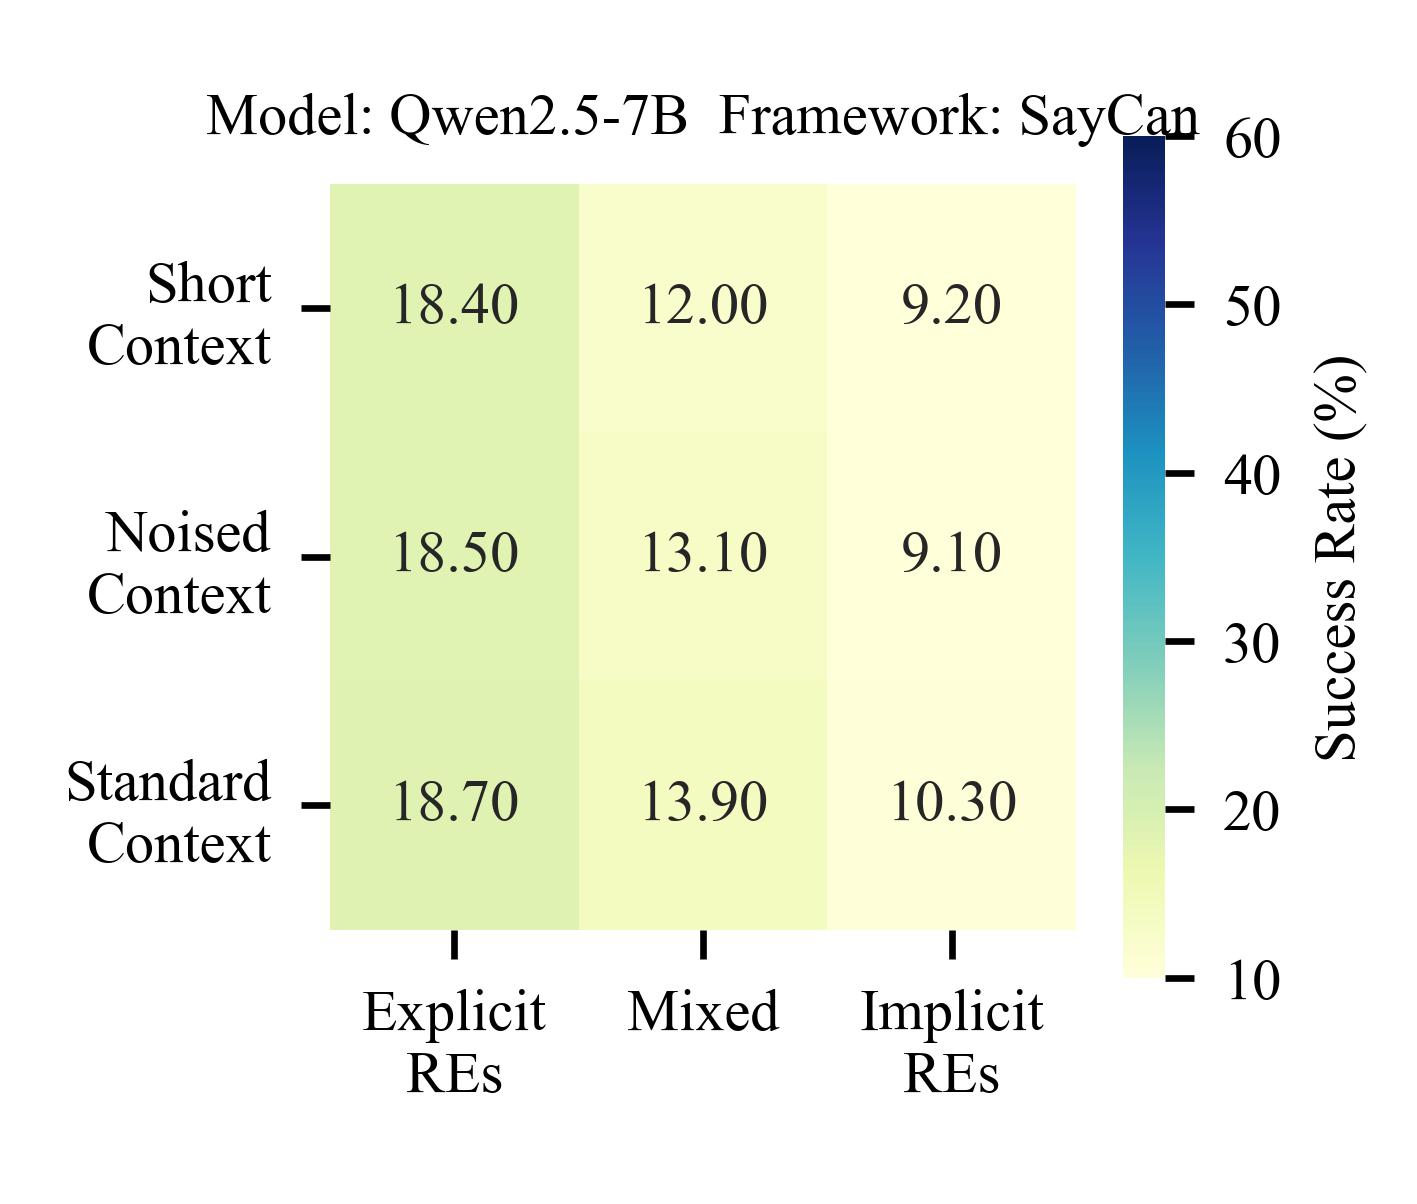 Model: Qwen2.5-7B  Framework: SayCan
Short
Context
18.40 12.00 9.20
Noised
Context
18.50 13.10 9.10
Standard
Context
18.70 13.90 10.30
Explicit
REs
Mixed
Implicit
REs
60
50
40
30
20
10
Success Rate (%)